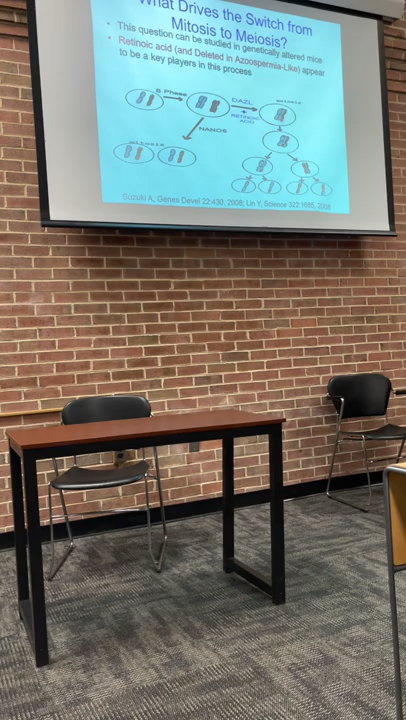 What Drives the Switch from
Mitosis to Meiosis?
• This question can be studied in genetically altered mice
• Retinoic acid (and Deleted in Azoospermia-Like) appear
to be a key players in this process
S Phase
DAZL
+
RETINOIC
ACID
meiosis
NANOS
mitosis
Suzuki A, Genes Devel 22:430, 2008; Lin Y, Science 322:1685, 2008